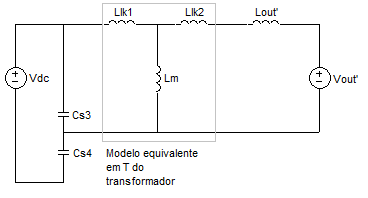 Llk1
Llk2
Lout'
Vdc
Lm
Vout'
Cs3
Cs4
Modelo equivalente
em T do
transformador